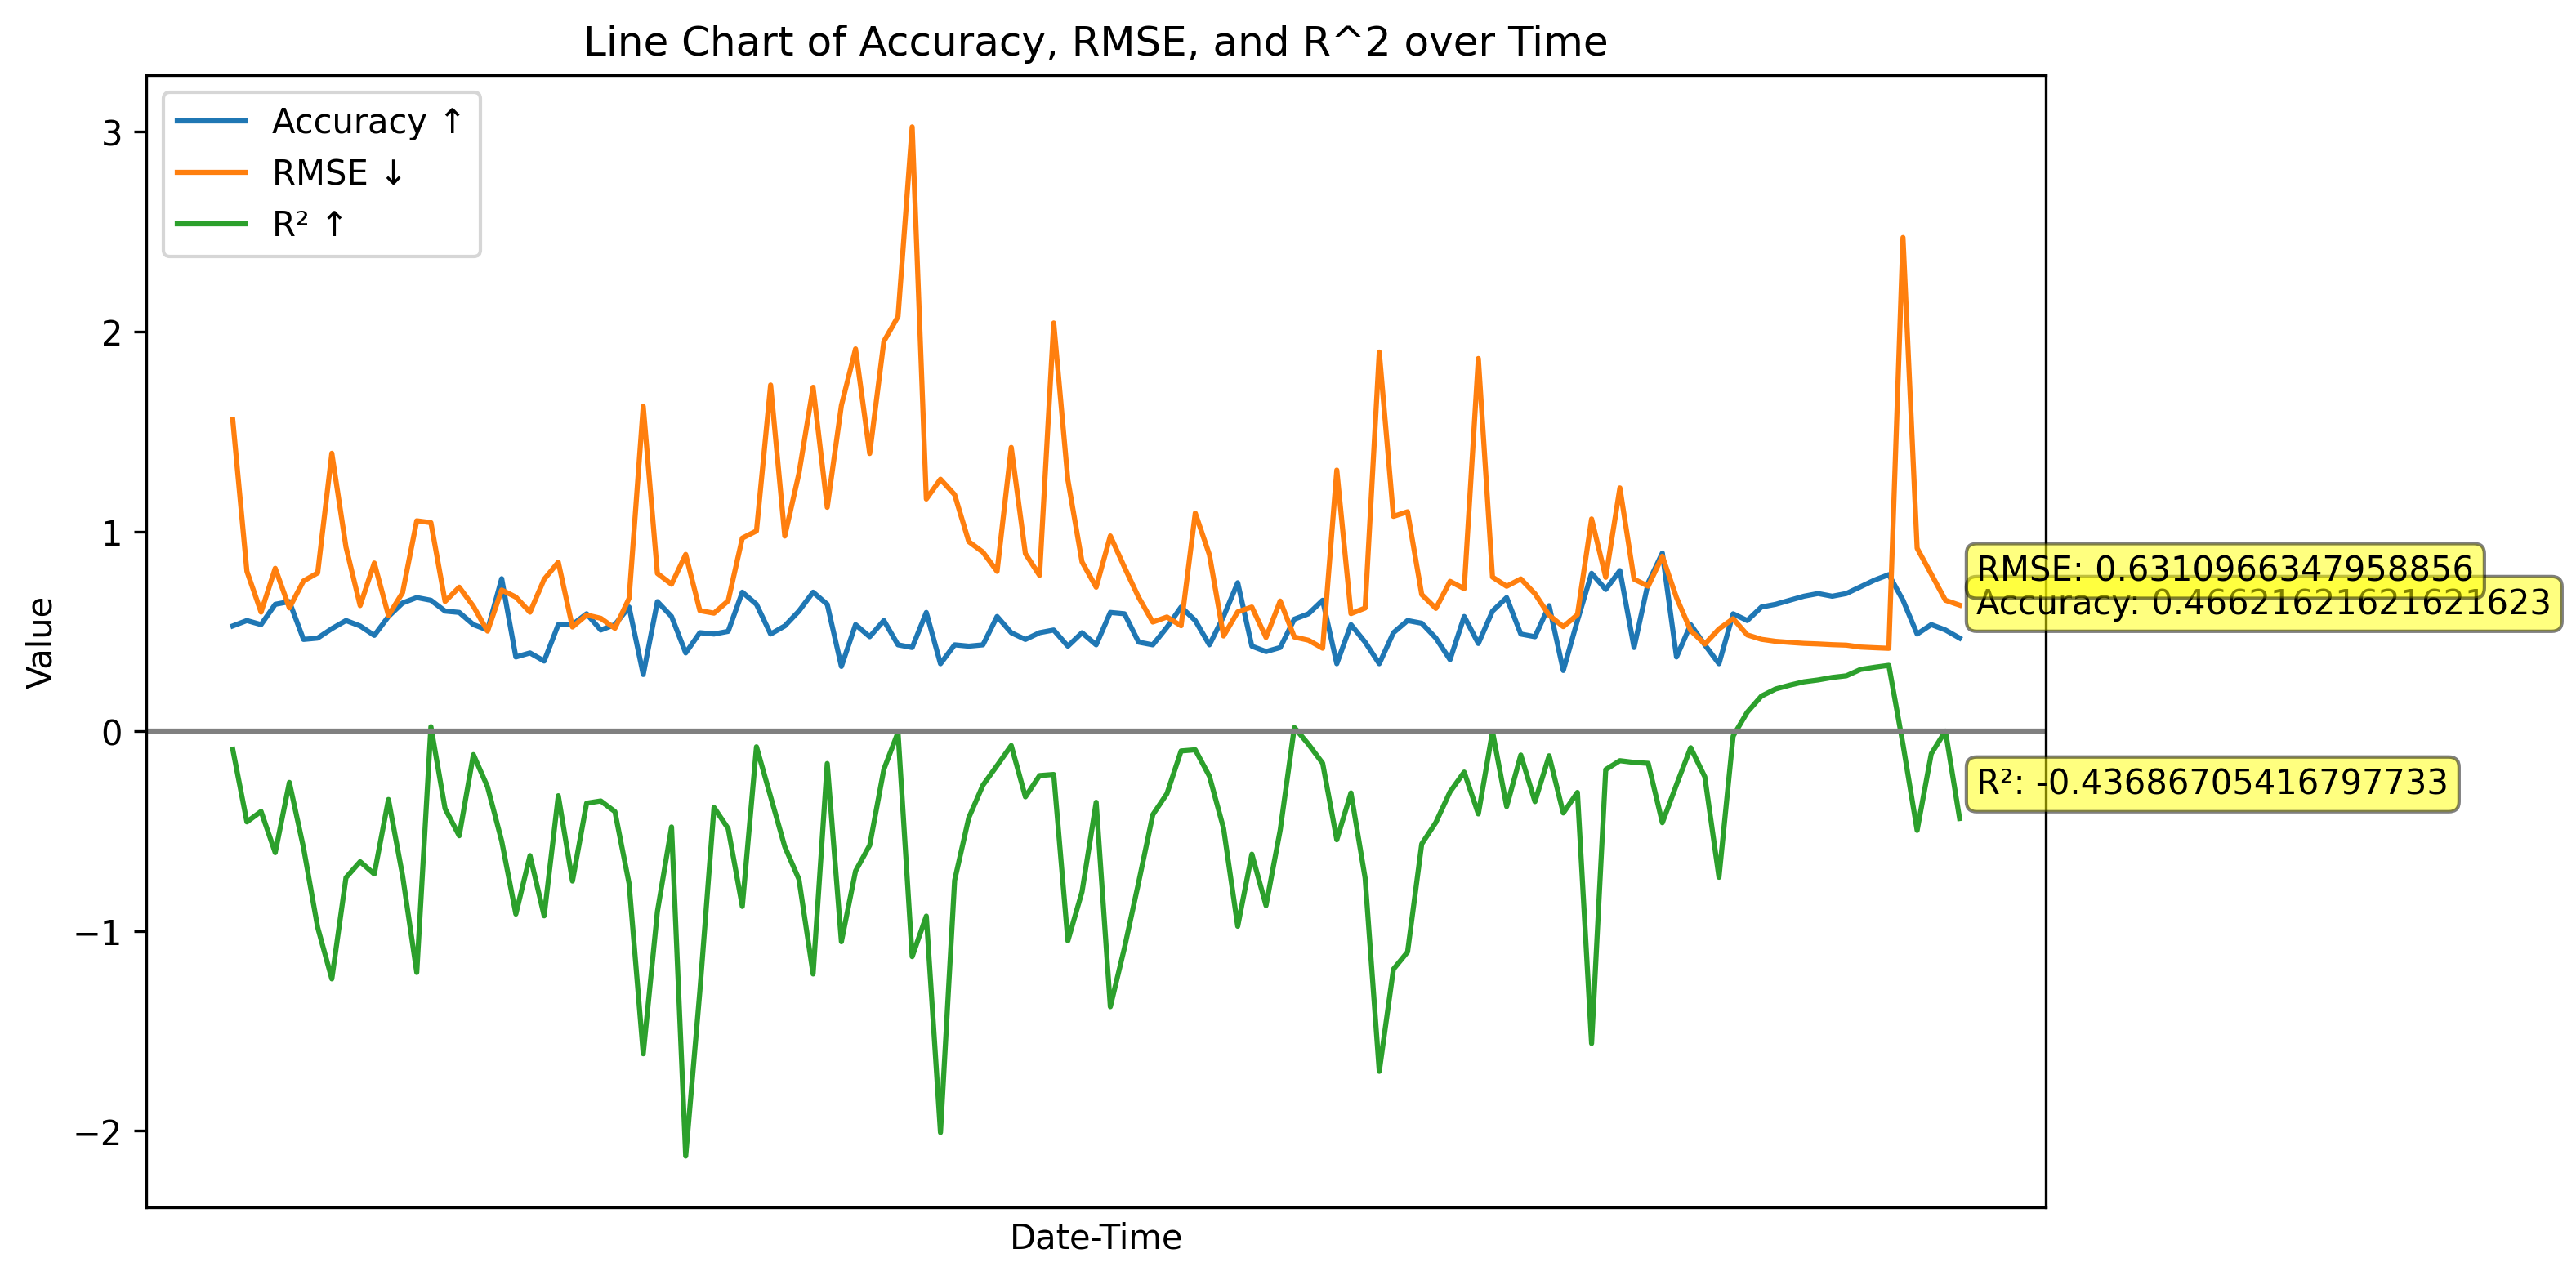 Line Chart of Accuracy, RMSE, and R^2 over Time
Accuracy ↑
RMSE ↓
R² ↑
3
2
1
0
−1
−2
Value
Date-Time
RMSE: 0.6310966347958856
Accuracy: 0.46621621621621623
R²: -0.43686705416797733